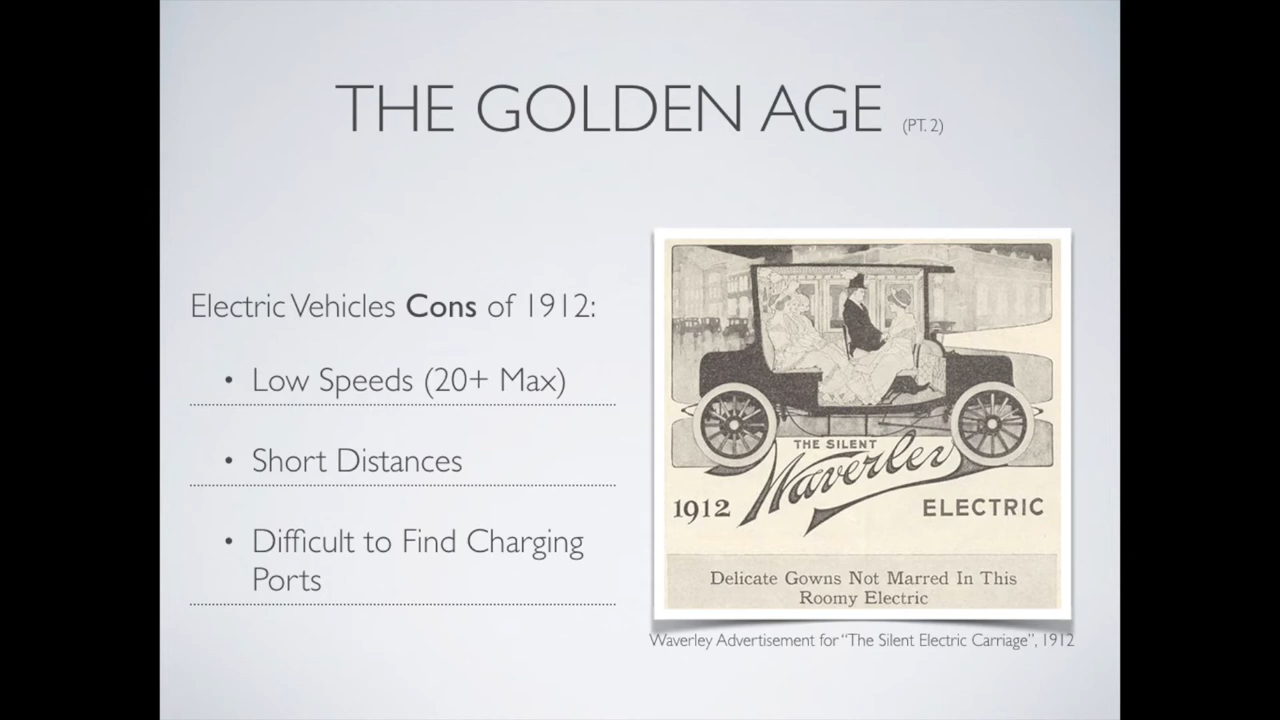 THE GOLDEN AGE (PT. 2)
Electric Vehicles Cons of 1912:
• Low Speeds (20+ Max)
• Short Distances
• Difficult to Find Charging
Ports
THE SILENT
Waverley
1912 ELECTRIC
Delicate Gowns Not Marred In This
Roomy Electric
Waverley Advertisement for “The Silent Electric Carriage”, 1912